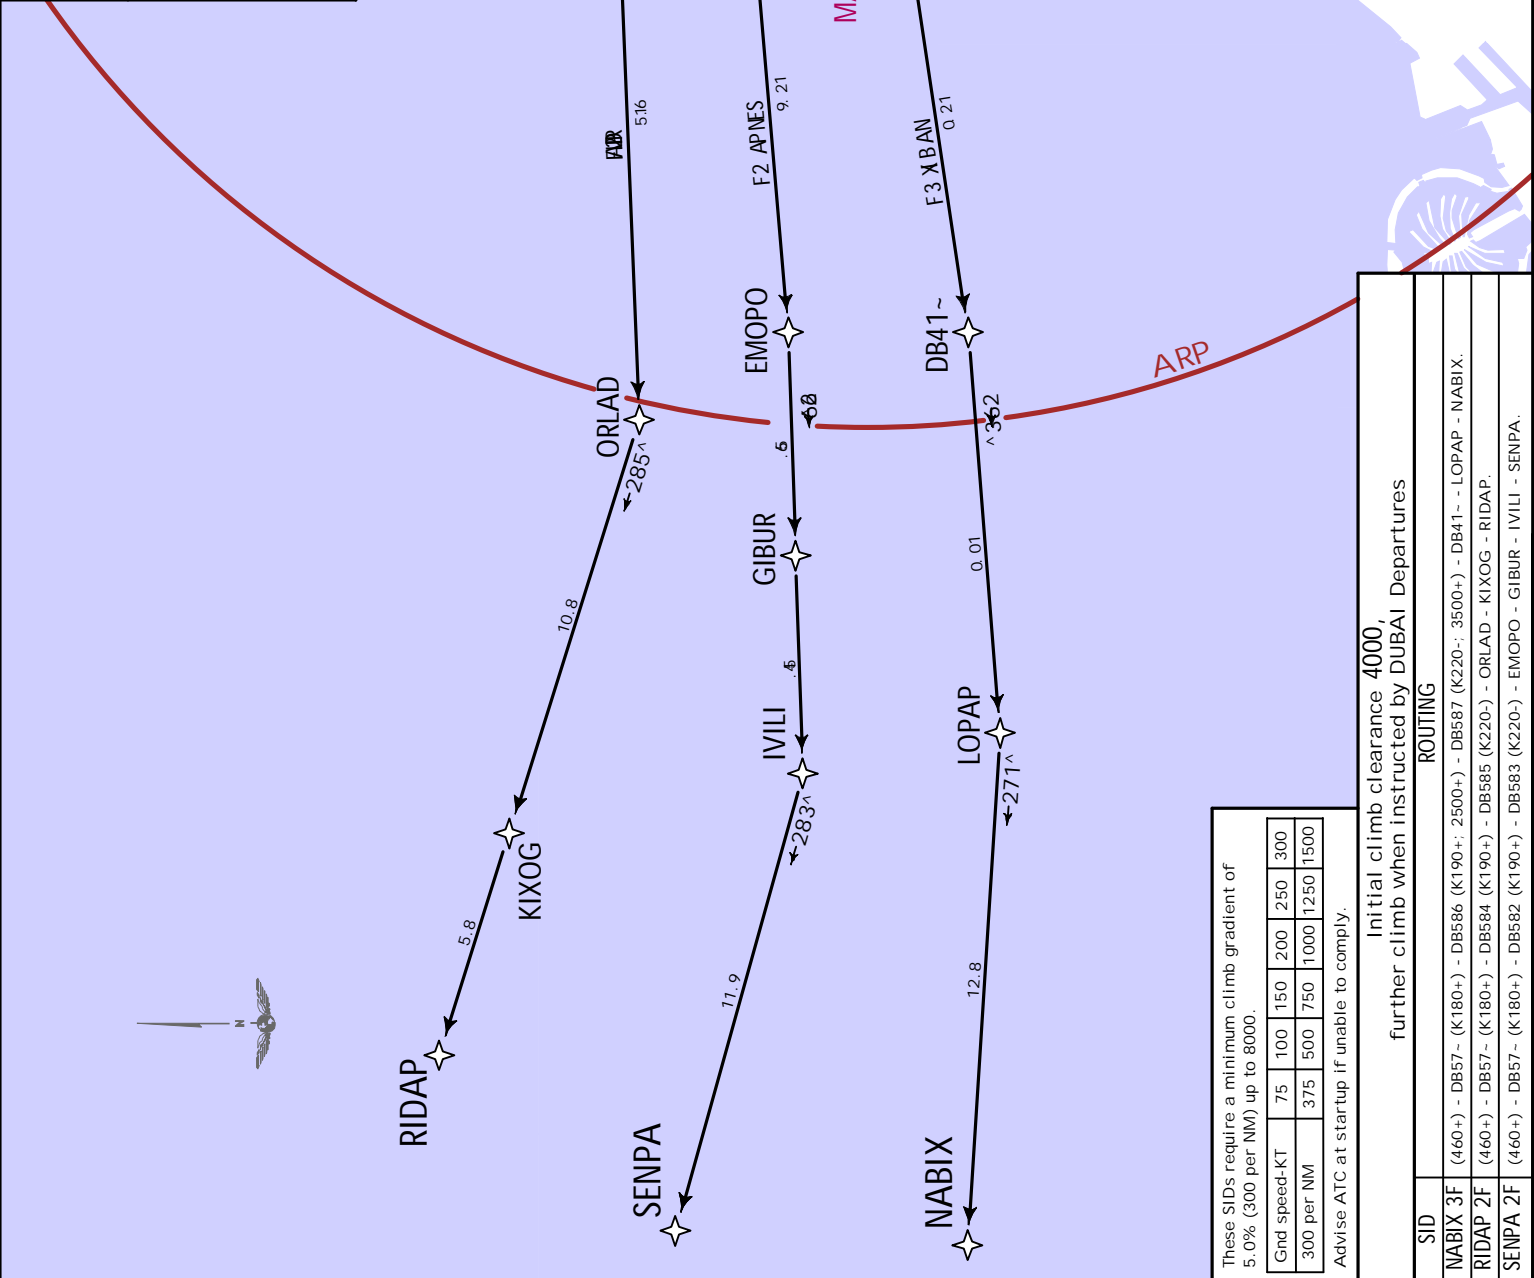 RIDAP
5.8
KIXOG
10.8
285^
ORLAD
5.16
SENPA
11.9
283^
IVILI
GIBUR
EMOPO
F2 APNES
9.21
NABIX
12.8
271^
LOPAP
0.01
^362
DB41~
F3 XBAN
0.21
ARP
N
These SIDs require a minimum climb gradient of
5.0% (300 per NM) up to 8000.
Gnd speed-KT 75 100 150 200 250 300
300 per NM 375 500 750 1000 1250 1500
Advise ATC at startup if unable to comply.
Initial climb clearance 4000,
further climb when instructed by DUBAI Departures
SID ROUTING
NABIX 3F (460+) - DB57~ (K180+) - DB586 (K190+; 2500+) - DB587 (K220-; 3500+) - DB41~ - LOPAP - NABIX.
RIDAP 2F (460+) - DB57~ (K180+) - DB584 (K190+) - DB585 (K220-) - ORLAD - KIXOG - RIDAP.
SENPA 2F (460+) - DB57~ (K180+) - DB582 (K190+) - DB583 (K220-) - EMOPO - GIBUR - IVILI - SENPA.